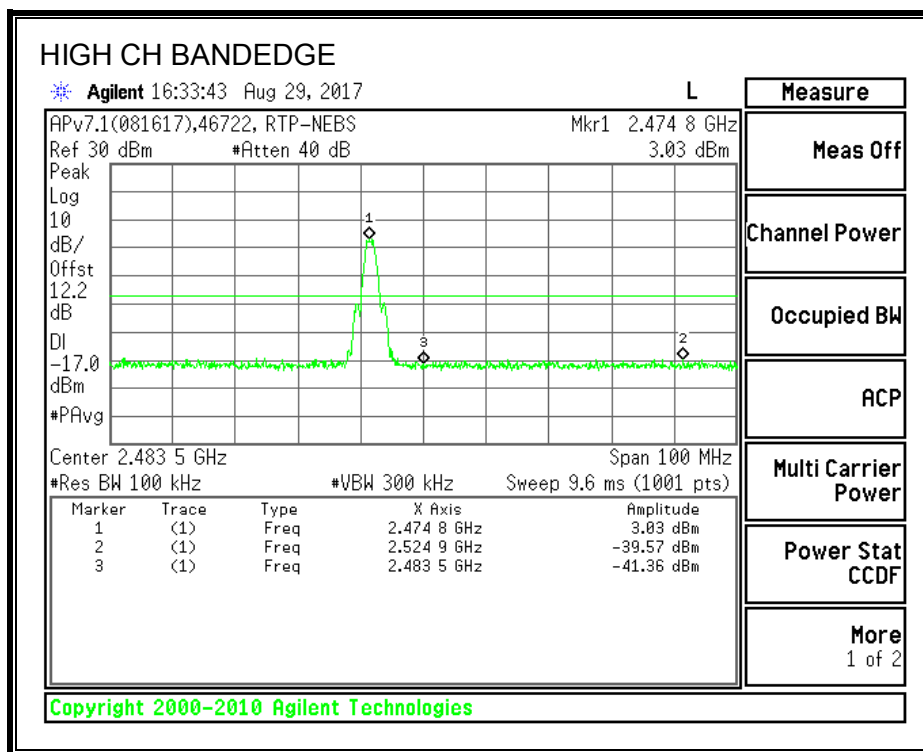 HIGH CH BANDEDGE
Agilent 16:33:43 Aug 29, 2017 L
APv7.1(081617),46722, RTP-NEBS Mkr1 2.474 8 GHz
Ref 30 dBm #Atten 40 dB 3.03 dBm
Peak
Log
10
dB/
Offst
12.2
dB
DI
-17.0
dBm
#PAvg
1
3
2
Center 2.483 5 GHz Span 100 MHz
#Res BW 100 kHz #VBW 300 kHz Sweep 9.6 ms (1001 pts)
Marker Trace Type X Axis Amplitude
1 (1) Freq 2.474 8 GHz 3.03 dBm
2 (1) Freq 2.524 9 GHz -39.57 dBm
3 (1) Freq 2.483 5 GHz -41.36 dBm
Measure
Meas Off
Channel Power
Occupied BW
ACP
Multi Carrier
Power
Power Stat
CCDF
More
1 of 2
Copyright 2000-2010 Agilent Technologies